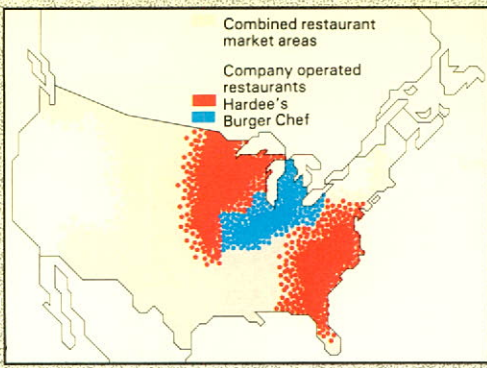 Combined restaurant
market areas
Company operated
restaurants
Hardee's
Burger Chef